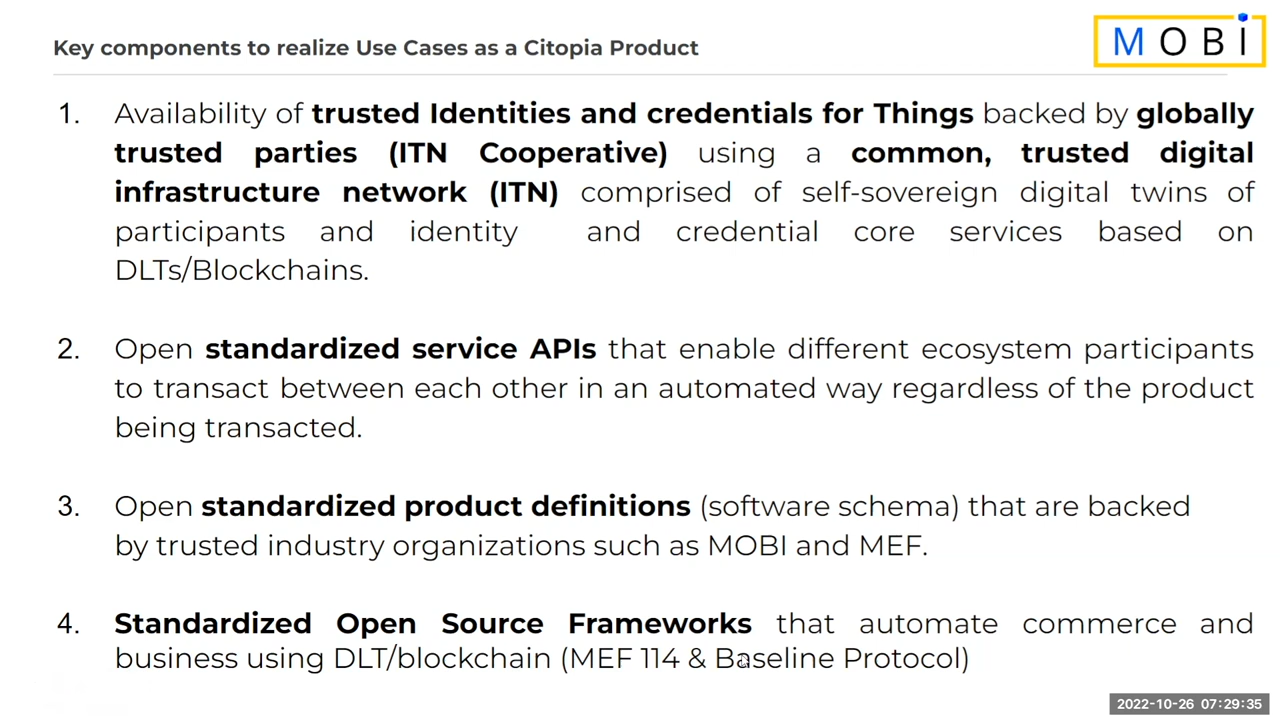 Key components to realize Use Cases as a Citopia Product
MOBI
1. Availability of trusted Identities and credentials for Things backed by globally
trusted parties (ITN Cooperative) using a common, trusted digital
infrastructure network (ITN) comprised of self-sovereign digital twins of
participants and identity and credential core services based on
DLTs/Blockchains.
2. Open standardized service APIs that enable different ecosystem participants
to transact between each other in an automated way regardless of the product
being transacted.
3. Open standardized product definitions (software schema) that are backed
by trusted industry organizations such as MOBI and MEF.
4. Standardized Open Source Frameworks that automate commerce and
business using DLT/blockchain (MEF 114 & Baseline Protocol)
2022-10-26 07:29:35